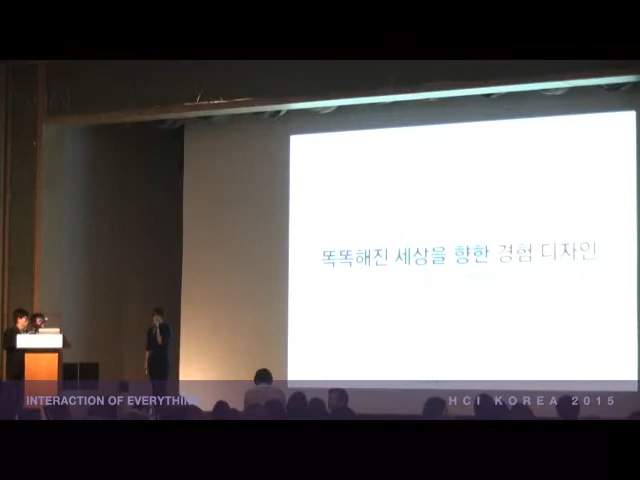 똑똑해진 세상을 향한 경험 디자인
INTERACTION OF EVERYTHING
HCI KOREA 2015